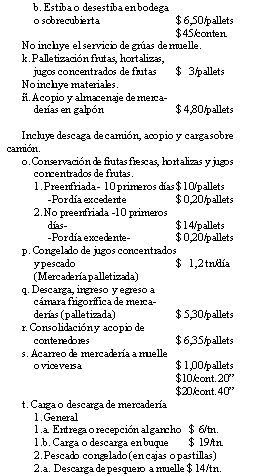 b. Estiba o desestiba en bodega
o sobrecubierta $ 6,50/pallets
$ 45/conten.
No incluye el servicio de grúas de muelle.
k. Palletización frutas, hortalizas,
jugos concentrados de frutas $ 3/pallets
No incluye materiales.
ñ. Acopio y almacenaje de merca-
derías en galpón $ 4,80/pallets
Incluye descaga de camión, acopio y carga sobre
camión.
o. Conservación de frutas frescas, hortalizas y jugos
concentrados de frutas.
1. Preenfriada - 10 primeros días $ 10/pallets
-Por día excedente $ 0,20/pallets
2. No preenfriada -10 primeros
días- $ 14/pallets
-Por día excedente- $ 0,20/pallets
p. Congelado de jugos concentrados
y pescado $ 1,2 tn/día
(Mercadería palletizada)
q. Descarga, ingreso y egreso a
cámara frigorífica de merca-
derías (palletizada) $ 5,30/pallets
r. Consolidación y acopio de
contenedores $ 6,35/pallets
s. Acarreo de mercadería a muelle
o viceversa $ 1,00/pallets
$10/cont. 20”
$20/cont. 40”
t. Carga o descarga de mercadería
1. General
1.a. Entrega o recepción al gancho $ 6/tn.
1.b. Carga o descarga en buque $ 19/tn.
2. Pescado congelado (en cajas o pastillas)
2.a. Descarga de pesquero a muelle $ 14/tn.